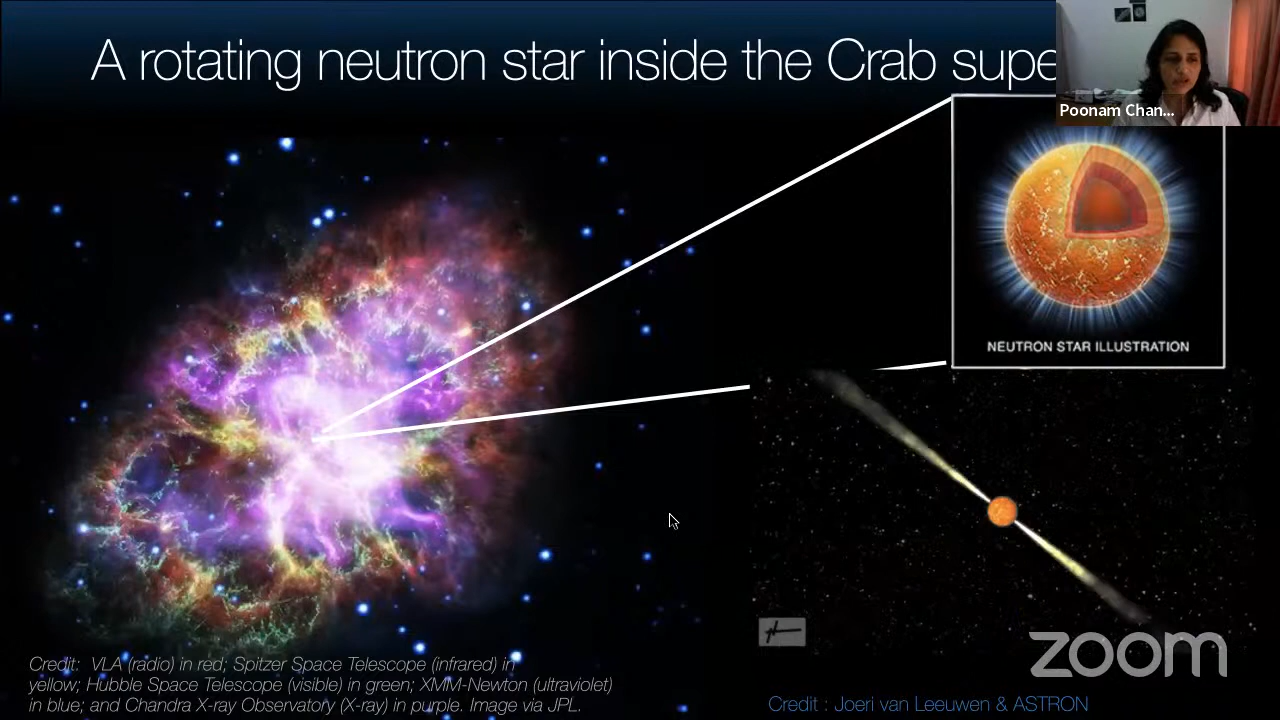 A rotating neutron star inside the Crab supe
Poonam Chan...
NEUTRON STAR ILLUSTRATION
Credit: VLA (radio) in red; Spitzer Space Telescope (infrared) in
yellow; Hubble Space Telescope (visible) in green; XMM-Newton (ultraviolet)
in blue; and Chandra X-ray Observatory (X-ray) in purple. Image via JPL.
zoom
Credit : Joeri van Leeuwen & ASTRON